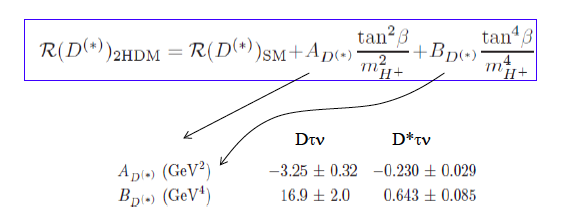 R(D^(*))_2HDM = R(D^(*))_SM + A_D^(*) tan²β / m²_H+ + B_D^(*) tan⁴β / m⁴_H+
Dτν D*τν
A_D^(*) (GeV²) −3.25 ± 0.32 −0.230 ± 0.029
B_D^(*) (GeV⁴) 16.9 ± 2.0 0.643 ± 0.085